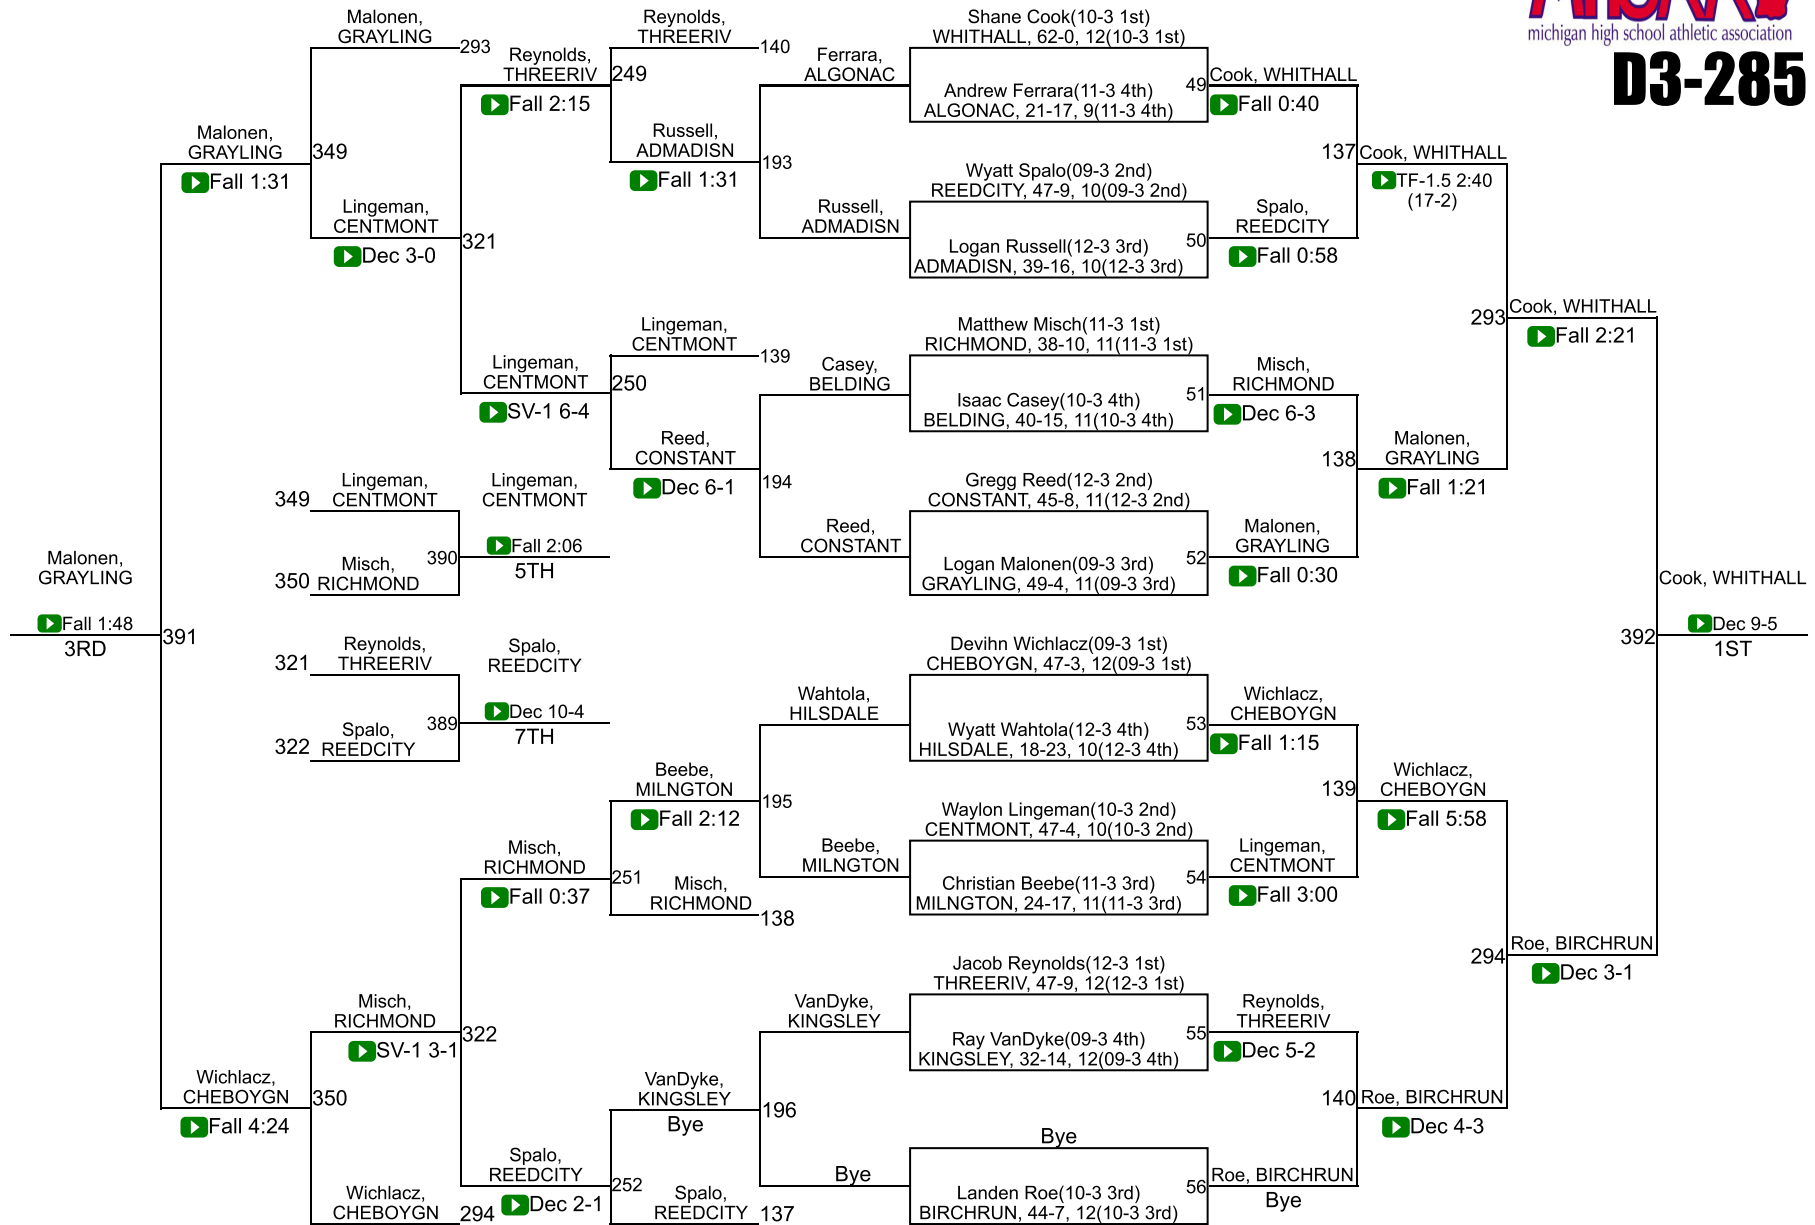 michigan high school athletic association
D3-285
Malonen,
GRAYLING
293
Reynolds,
THREERIV
Fall 2:15
249
Reynolds,
THREERIV
140
Malonen,
GRAYLING
Fall 1:31
349
Lingeman,
CENTMONT
Dec 3-0
321
Russell,
ADMADISN
Fall 1:31
193
Ferrara,
ALGONAC
Russell,
ADMADISN
Lingeman,
CENTMONT
SV-1 6-4
250
Lingeman,
CENTMONT
139
Reed,
CONSTANT
Dec 6-1
194
Casey,
BELDING
Reed,
CONSTANT
349
Lingeman,
CENTMONT
350
Misch,
RICHMOND
390
Lingeman,
CENTMONT
Fall 2:06
5TH
Malonen,
GRAYLING
Fall 1:48
3RD
391
321
Reynolds,
THREERIV
322
Spalo,
REEDCITY
389
Spalo,
REEDCITY
Dec 10-4
7TH
Beebe,
MILNGTON
Fall 2:12
195
Wahtola,
HILSDALE
Beebe,
MILNGTON
Misch,
RICHMOND
Fall 0:37
251
Misch,
RICHMOND
138
Misch,
RICHMOND
SV-1 3-1
322
Wichlacz,
CHEBOYGN
Fall 4:24
350
Wichlacz,
CHEBOYGN
294
VanDyke,
KINGSLEY
Bye
196
VanDyke,
KINGSLEY
Bye
Spalo,
REEDCITY
Dec 2-1
252
Spalo,
REEDCITY
137
Shane Cook(10-3 1st)
WHITHALL, 62-0, 12(10-3 1st)
Andrew Ferrara(11-3 4th)
ALGONAC, 21-17, 9(11-3 4th)
49
Cook, WHITHALL
Fall 0:40
Wyatt Spalo(09-3 2nd)
REEDCITY, 47-9, 10(09-3 2nd)
Logan Russell(12-3 3rd)
ADMADISN, 39-16, 10(12-3 3rd)
50
Spalo,
REEDCITY
Fall 0:58
137
Cook, WHITHALL
TF-1.5 2:40
(17-2)
Matthew Misch(11-3 1st)
RICHMOND, 38-10, 11(11-3 1st)
Isaac Casey(10-3 4th)
BELDING, 40-15, 11(10-3 4th)
51
Misch,
RICHMOND
Dec 6-3
Gregg Reed(12-3 2nd)
CONSTANT, 45-8, 11(12-3 2nd)
Logan Malonen(09-3 3rd)
GRAYLING, 49-4, 11(09-3 3rd)
52
Malonen,
GRAYLING
Fall 0:30
138
Malonen,
GRAYLING
Fall 1:21
293
Cook, WHITHALL
Fall 2:21
Devihn Wichlacz(09-3 1st)
CHEBOYGN, 47-3, 12(09-3 1st)
Wyatt Wahtola(12-3 4th)
HILSDALE, 18-23, 10(12-3 4th)
53
Wichlacz,
CHEBOYGN
Fall 1:15
Waylon Lingeman(10-3 2nd)
CENTMONT, 47-4, 10(10-3 2nd)
Christian Beebe(11-3 3rd)
MILNGTON, 24-17, 11(11-3 3rd)
54
Lingeman,
CENTMONT
Fall 3:00
139
Wichlacz,
CHEBOYGN
Fall 5:58
Jacob Reynolds(12-3 1st)
THREERIV, 47-9, 12(12-3 1st)
Ray VanDyke(09-3 4th)
KINGSLEY, 32-14, 12(09-3 4th)
55
Reynolds,
THREERIV
Dec 5-2
Bye
Landen Roe(10-3 3rd)
BIRCHRUN, 44-7, 12(10-3 3rd)
56
Roe, BIRCHRUN
Bye
140
Roe, BIRCHRUN
Dec 4-3
294
Roe, BIRCHRUN
Dec 3-1
392
Cook, WHITHALL
Dec 9-5
1ST